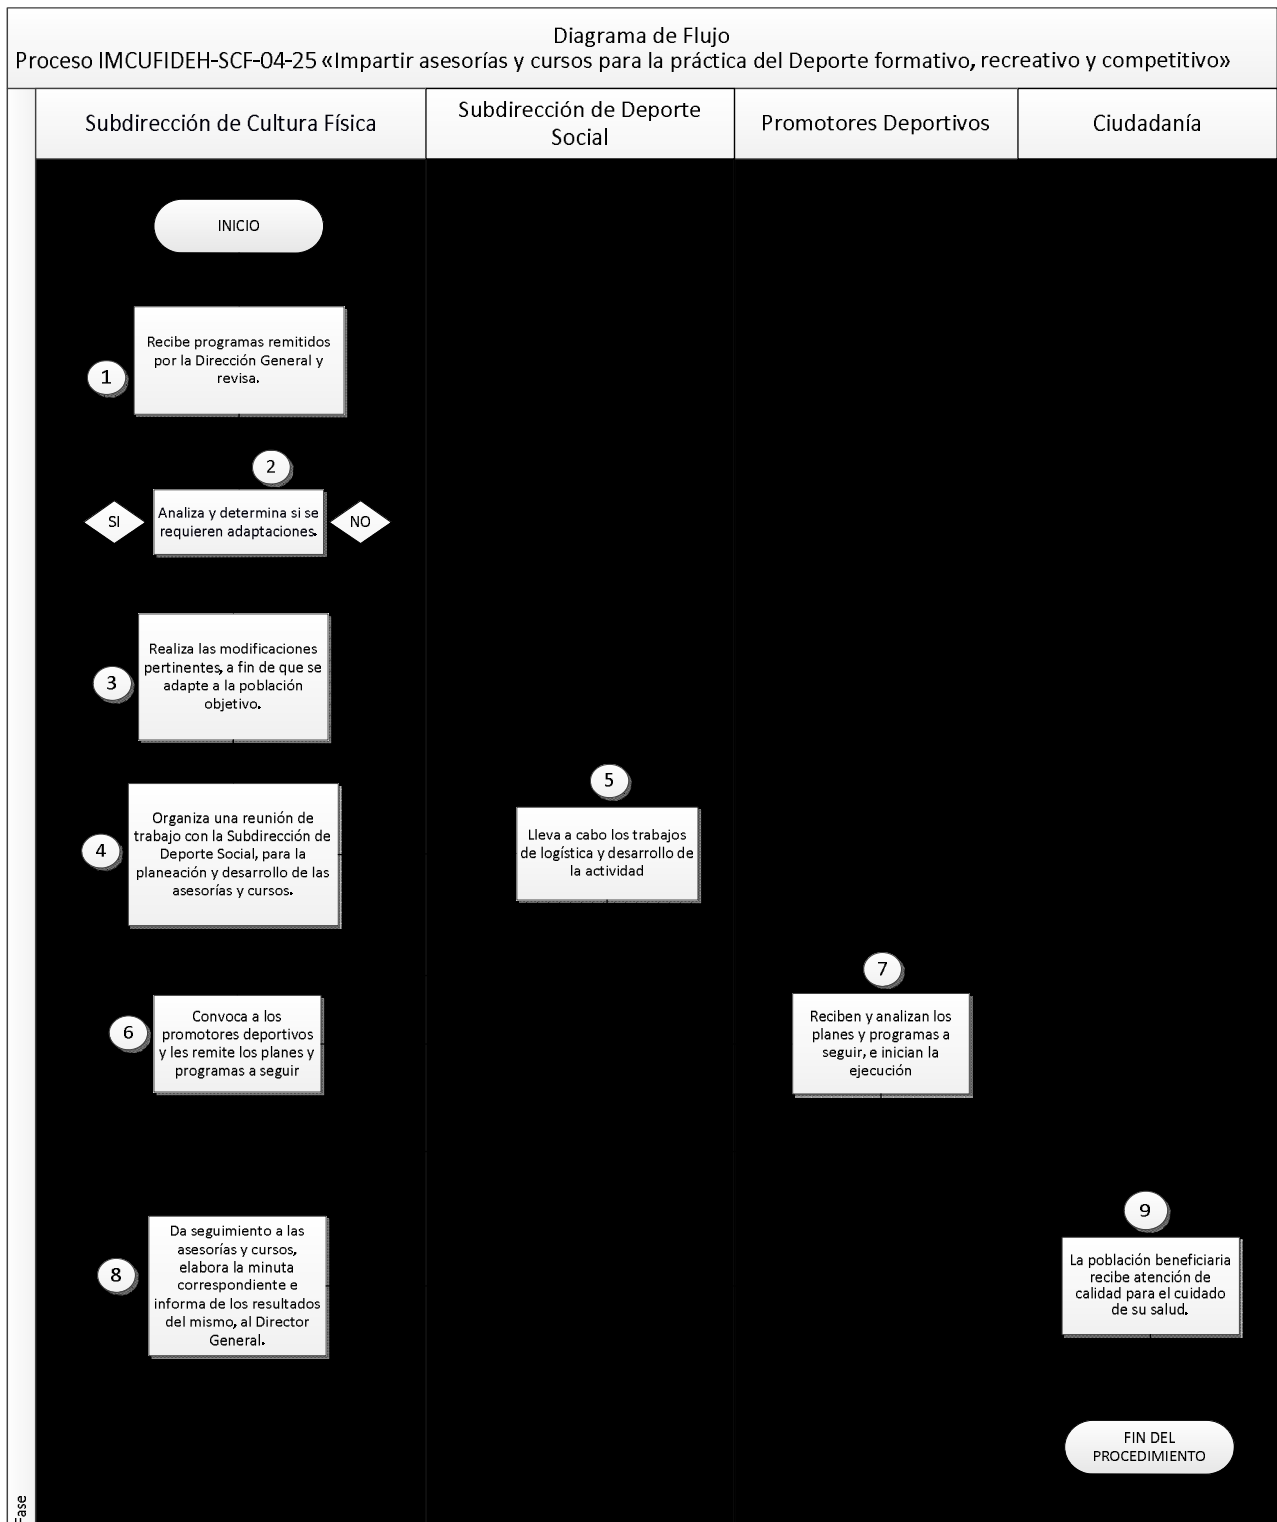 Diagrama de Flujo
Proceso IMCUFIDEH-SCF-04-25 «Impartir asesorías y cursos para la práctica del Deporte formativo, recreativo y competitivo»
Subdirección de Cultura Física
Subdirección de Deporte
Social
Promotores Deportivos
Ciudadanía
INICIO
1
Recibe programas remitidos
por la Dirección General y
revisa.
2
SI
Analiza y determina si se
requieren adaptaciones.
NO
3
Realiza las modificaciones
pertinentes, a fin de que se
adapte a la población
objetivo.
4
Organiza una reunión de
trabajo con la Subdirección de
Deporte Social, para la
planeación y desarrollo de las
asesorías y cursos.
5
Lleva a cabo los trabajos
de logística y desarrollo de
la actividad
6
Convoca a los
promotores deportivos
y les remite los planes y
programas a seguir
7
Reciben y analizan los
planes y programas a
seguir, e inician la
ejecución
8
Da seguimiento a las
asesorías y cursos,
elabora la minuta
correspondiente e
informa de los resultados
del mismo, al Director
General.
9
La población beneficiaria
recibe atención de
calidad para el cuidado
de su salud.
FIN DEL
PROCEDIMIENTO
Fase